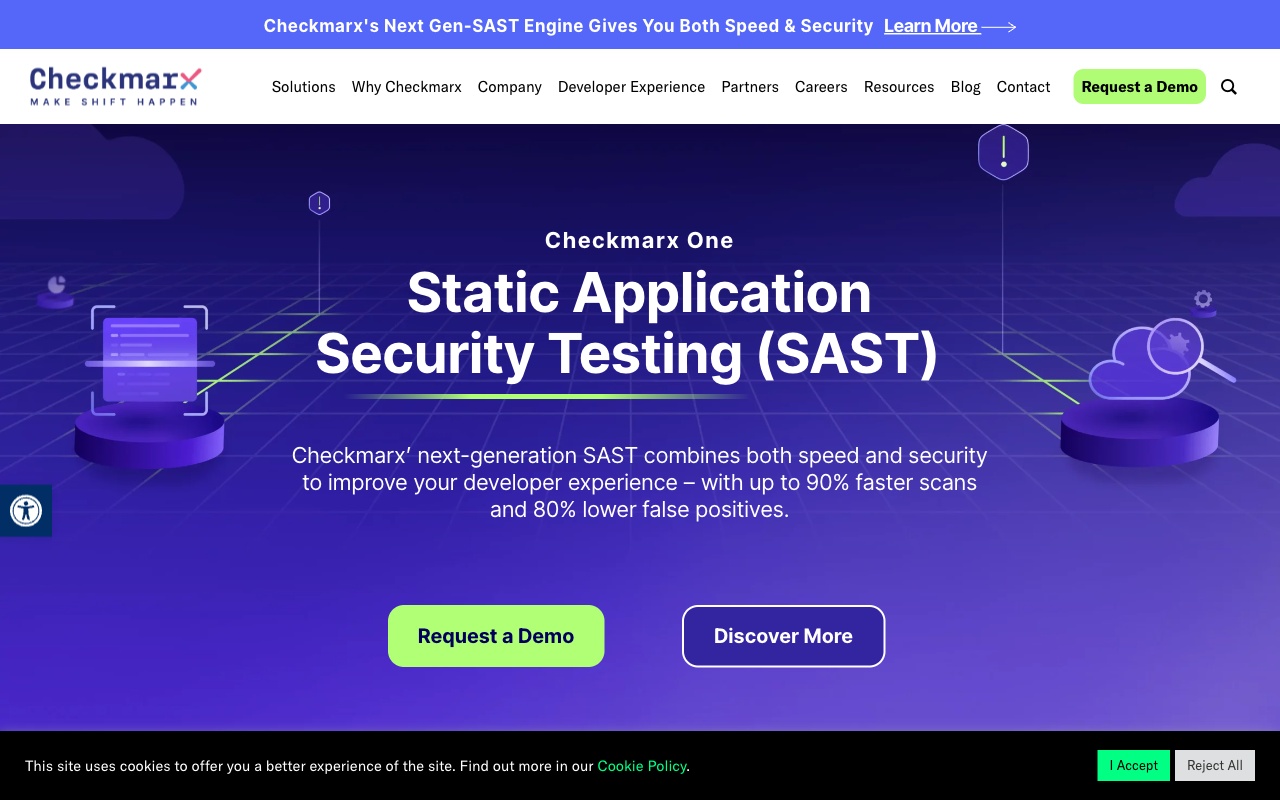 Checkmarx's Next Gen-SAST Engine Gives You Both Speed & Security Learn More
Checkmarx
MAKE SHIFT HAPPEN
Solutions Why Checkmarx Company Developer Experience Partners Careers Resources Blog Contact Request a Demo
Checkmarx One
Static Application
Security Testing (SAST)
Checkmarx’ next-generation SAST combines both speed and security
to improve your developer experience – with up to 90% faster scans
and 80% lower false positives.
Request a Demo Discover More
This site uses cookies to offer you a better experience of the site. Find out more in our Cookie Policy. I Accept Reject All